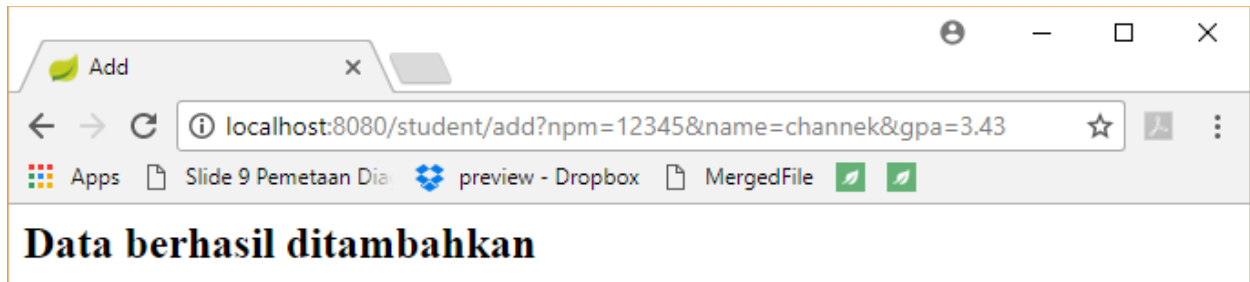 Add
localhost:8080/student/add?npm=12345&name=channek&gpa=3.43
Apps Slide 9 Pemetaan Dia preview - Dropbox MergedFile
Data berhasil ditambahkan